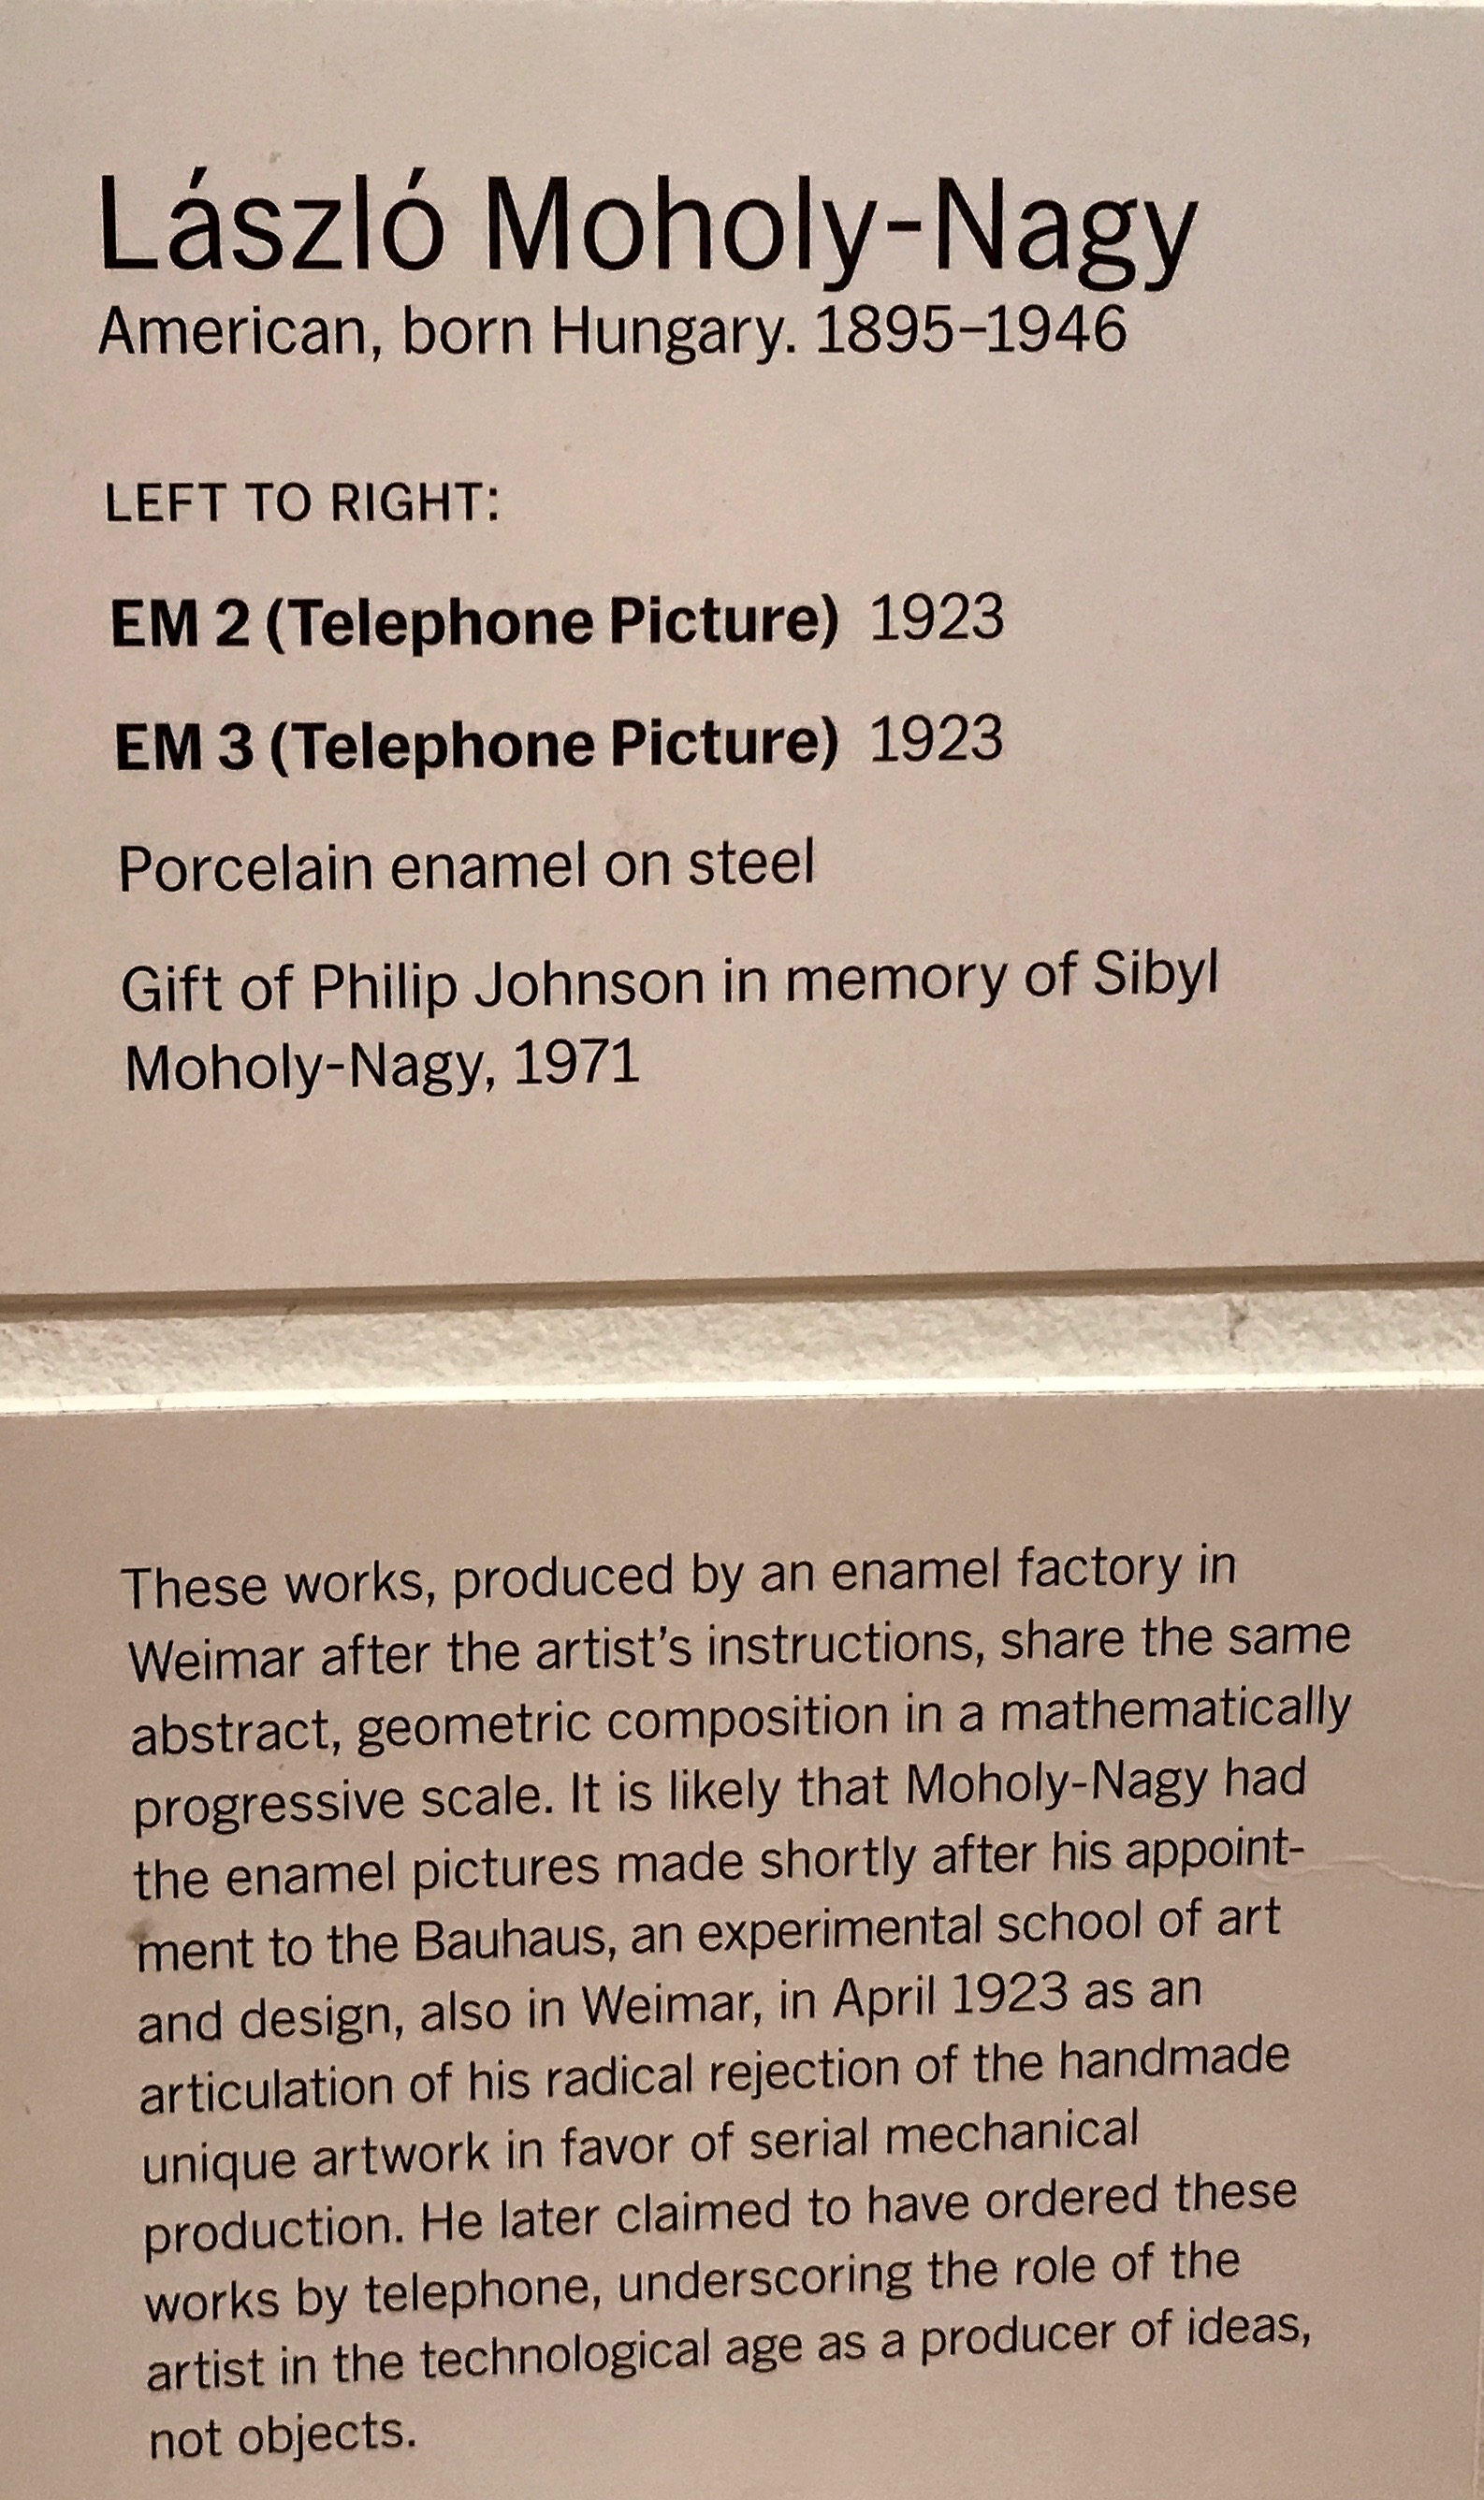 László Moholy-Nagy
American, born Hungary. 1895–1946
LEFT TO RIGHT:
EM 2 (Telephone Picture) 1923
EM 3 (Telephone Picture) 1923
Porcelain enamel on steel
Gift of Philip Johnson in memory of Sibyl
Moholy-Nagy, 1971
These works, produced by an enamel factory in
Weimar after the artist’s instructions, share the same
abstract, geometric composition in a mathematically
progressive scale. It is likely that Moholy-Nagy had
the enamel pictures made shortly after his appoint-
ment to the Bauhaus, an experimental school of art
and design, also in Weimar, in April 1923 as an
articulation of his radical rejection of the handmade
unique artwork in favor of serial mechanical
production. He later claimed to have ordered these
works by telephone, underscoring the role of the
artist in the technological age as a producer of ideas,
not objects.